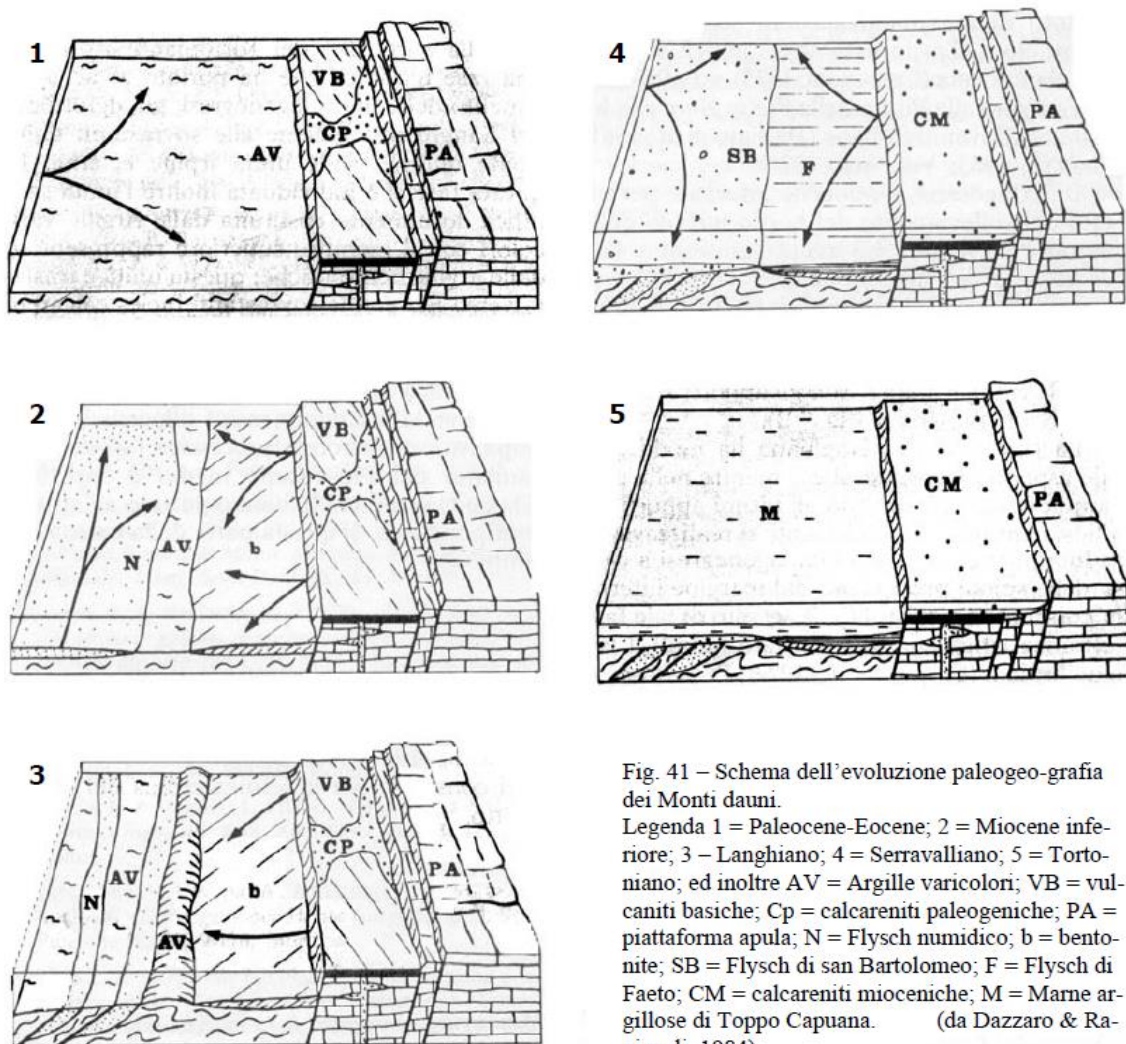 1
VB
CP
AV
PA
2
VB
CP
PA
AV
N
b
3
VB
CP
PA
AV
N
b
AV
4
CM
PA
SB
F
5
CM
PA
M
Fig. 41 – Schema dell’evoluzione paleogeo-grafia
dei Monti dauni.
Legenda 1 = Paleocene-Eocene; 2 = Miocene infe-
riore; 3 – Langhiano; 4 = Serravalliano; 5 = Torto-
niano; ed inoltre AV = Argille varicolori; VB = vul-
caniti basiche; Cp = calcareniti paleogeniche; PA =
piattaforma apula; N = Flysch numidico; b = bento-
nite; SB = Flysch di san Bartolomeo; F = Flysch di
Faeto; CM = calcareniti mioceniche; M = Marne ar-
gillose di Toppo Capuana. (da Dazzaro & Ra-